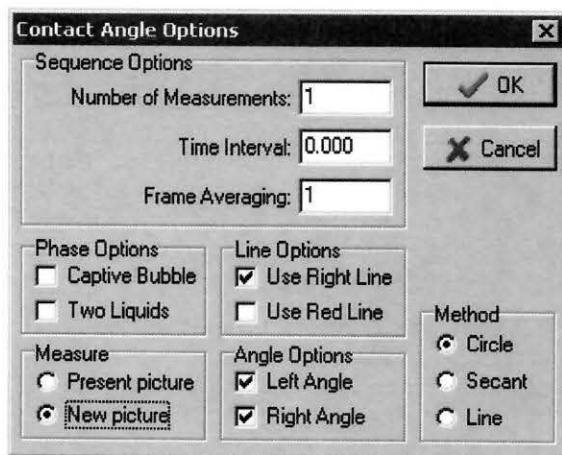 Contact Angle Options
Sequence Options
Number of Measurements: 1
Time Interval: 0.000
Frame Averaging: 1
OK
Cancel
Phase Options
Captive Bubble
Two Liquids
Line Options
Use Right Line
Use Red Line
Measure
Present picture
New picture
Angle Options
Left Angle
Right Angle
Method
Circle
Secant
Line